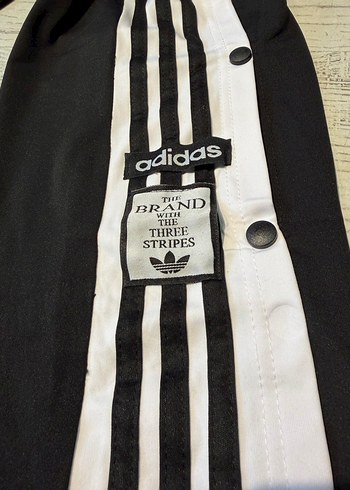 adidas
THE
BRAND
WITH
THE
THREE
STRIPES